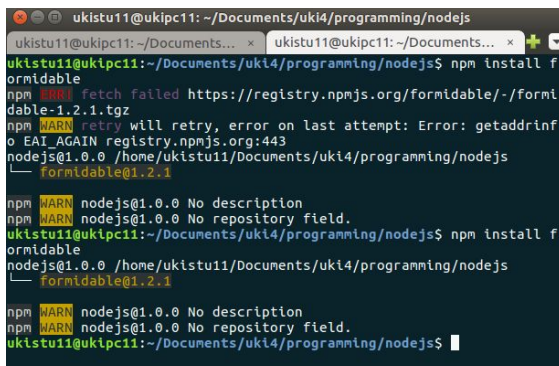 ukistu11@ukipc11: ~/Documents/uki4/programming/nodejs
ukistu11@ukipc11: ~/Documents... × ukistu11@ukipc11: ~/Documents... ×
ukistu11@ukipc11:~/Documents/uki4/programming/nodejs$ npm install f
ormidable
npm ERR! fetch failed https://registry.npmjs.org/formidable/-/formi
dable-1.2.1.tgz
npm WARN retry will retry, error on last attempt: Error: getaddrinf
o EAI_AGAIN registry.npmjs.org:443
nodejs@1.0.0 /home/ukistu11/Documents/uki4/programming/nodejs
└── formidable@1.2.1
npm WARN nodejs@1.0.0 No description
npm WARN nodejs@1.0.0 No repository field.
ukistu11@ukipc11:~/Documents/uki4/programming/nodejs$ npm install f
ormidable
nodejs@1.0.0 /home/ukistu11/Documents/uki4/programming/nodejs
└── formidable@1.2.1
npm WARN nodejs@1.0.0 No description
npm WARN nodejs@1.0.0 No repository field.
ukistu11@ukipc11:~/Documents/uki4/programming/nodejs$